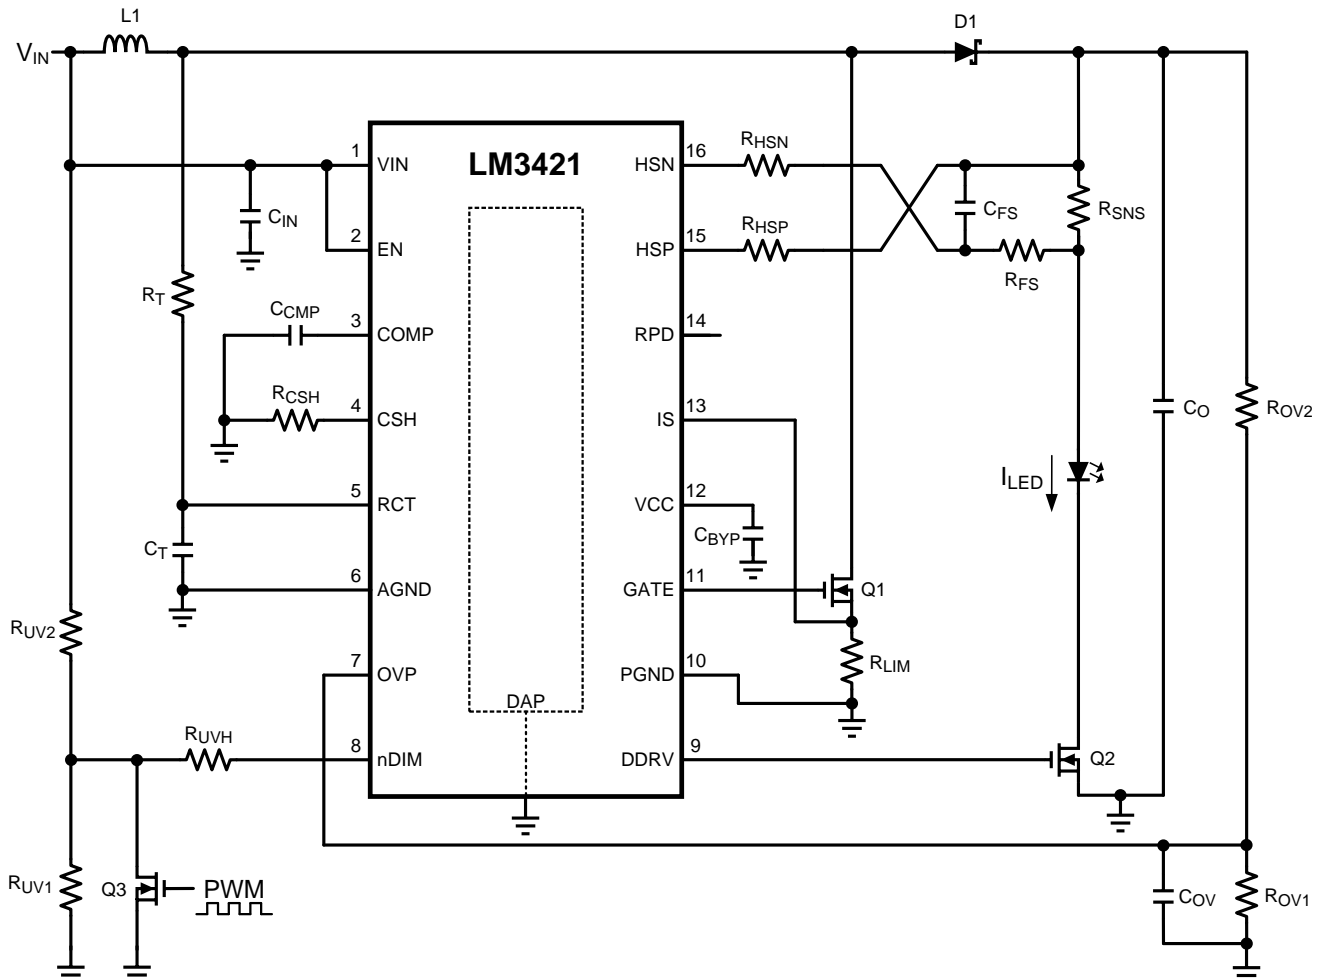 L1
D1
VIN
LM3421
1
VIN
HSN
16
RHSN
CIN
CFS
RSNS
2
EN
HSP
15
RHSP
RFS
RT
CCMP
3
COMP
RPD
14
RCSH
4
CSH
IS
13
CO
ROV2
ILED
5
RCT
VCC
12
CBYP
CT
6
AGND
GATE
11
Q1
RUV2
7
OVP
PGND
10
RLIM
DAP
RUVH
8
nDIM
DDRV
9
Q2
RUV1
Q3
PWM
COV
ROV1